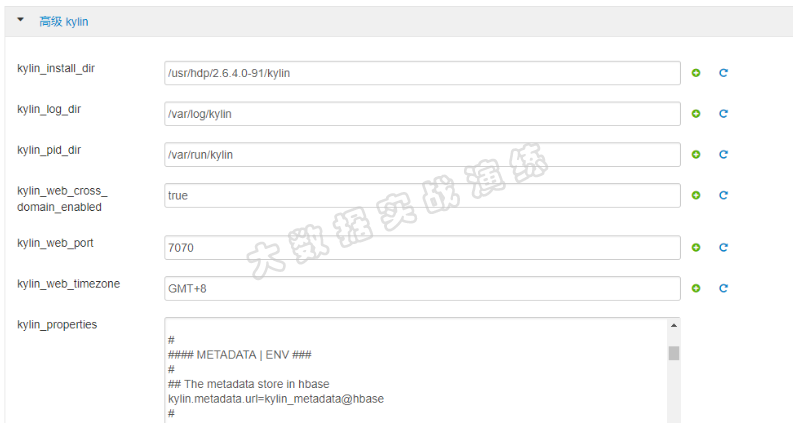 高级 kylin
kylin_install_dir
/usr/hdp/2.6.4.0-91/kylin
kylin_log_dir
/var/log/kylin
kylin_pid_dir
/var/run/kylin
kylin_web_cross_
domain_enabled
true
kylin_web_port
7070
kylin_web_timezone
GMT+8
kylin_properties
#
#### METADATA | ENV ###
#
## The metadata store in hbase
kylin.metadata.url=kylin_metadata@hbase
#
大数据实战演练